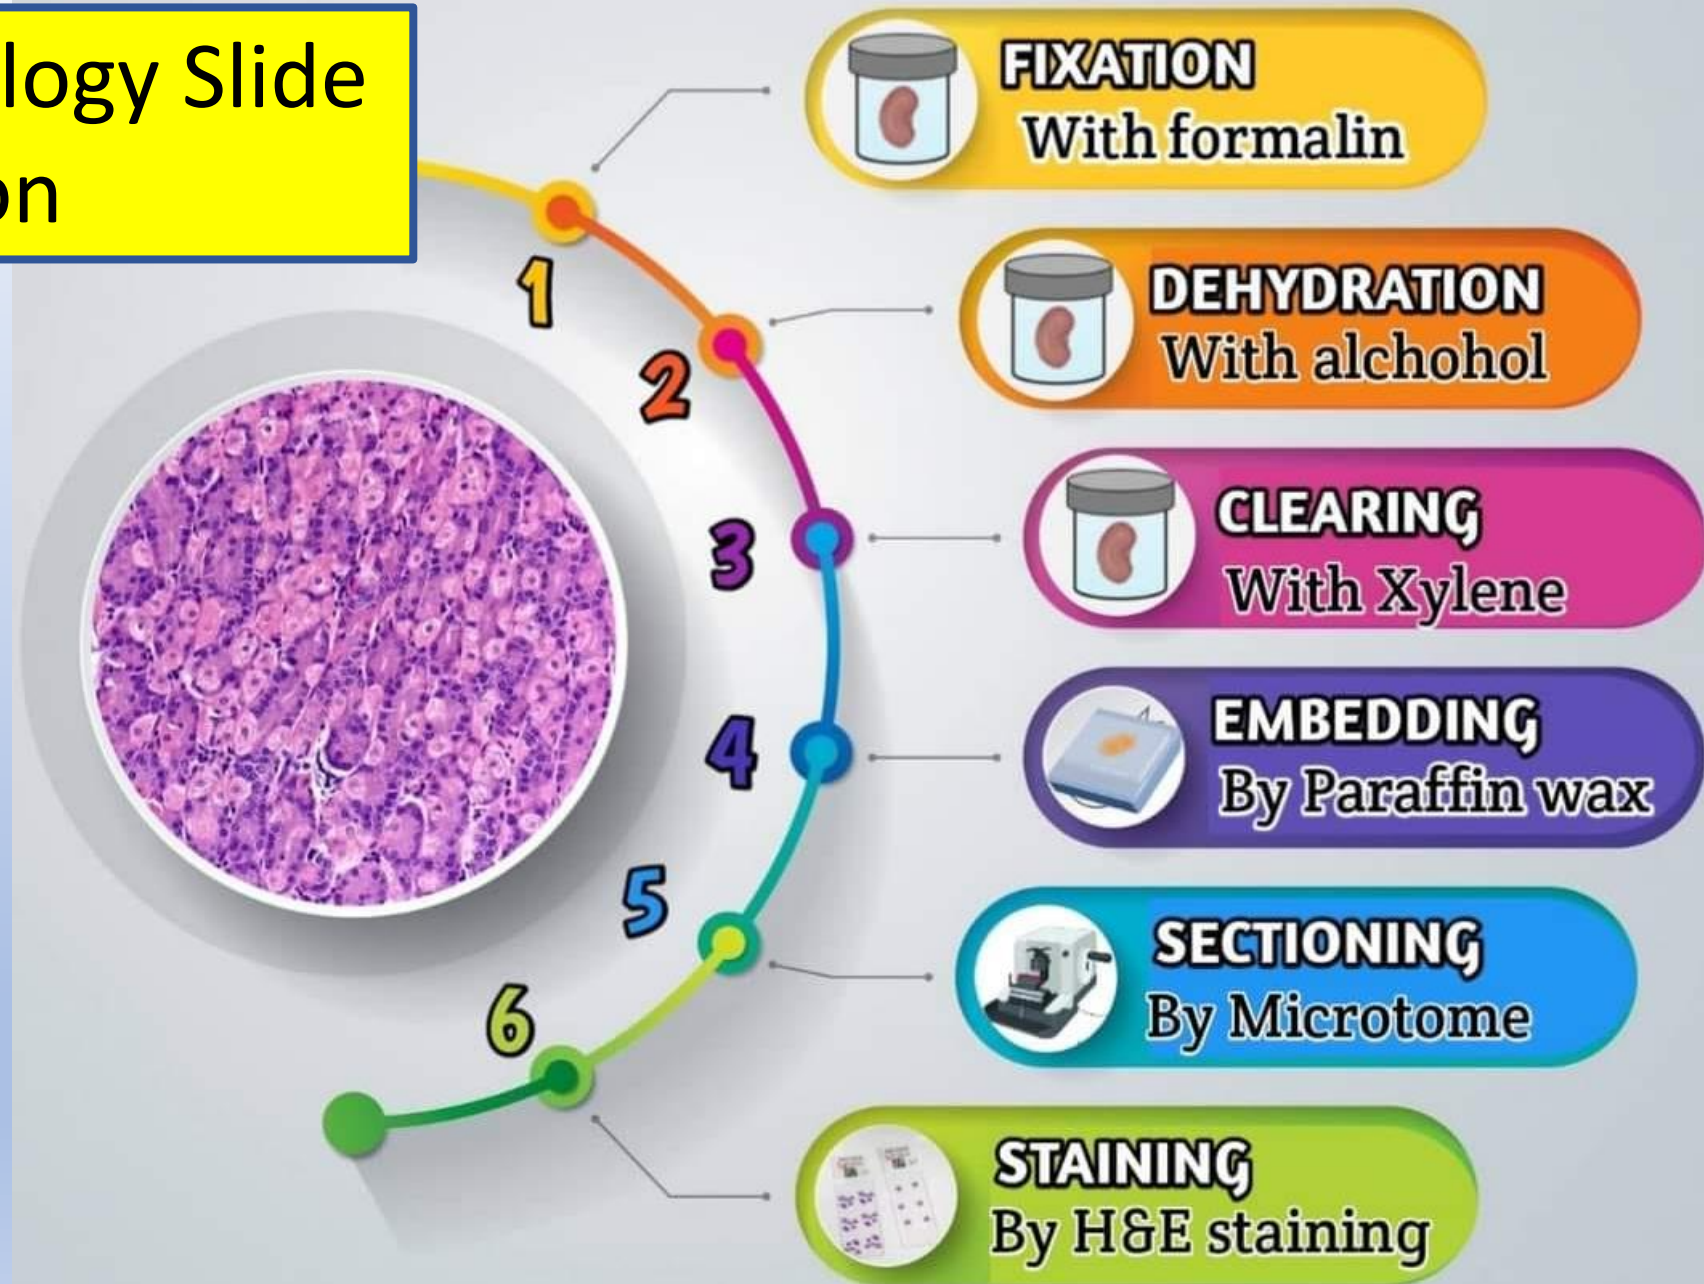 logy Slide
on
1
FIXATION
With formalin
2
DEHYDRATION
With alchohol
3
CLEARING
With Xylene
4
EMBEDDING
By Paraffin wax
5
SECTIONING
By Microtome
6
STAINING
By H&E staining